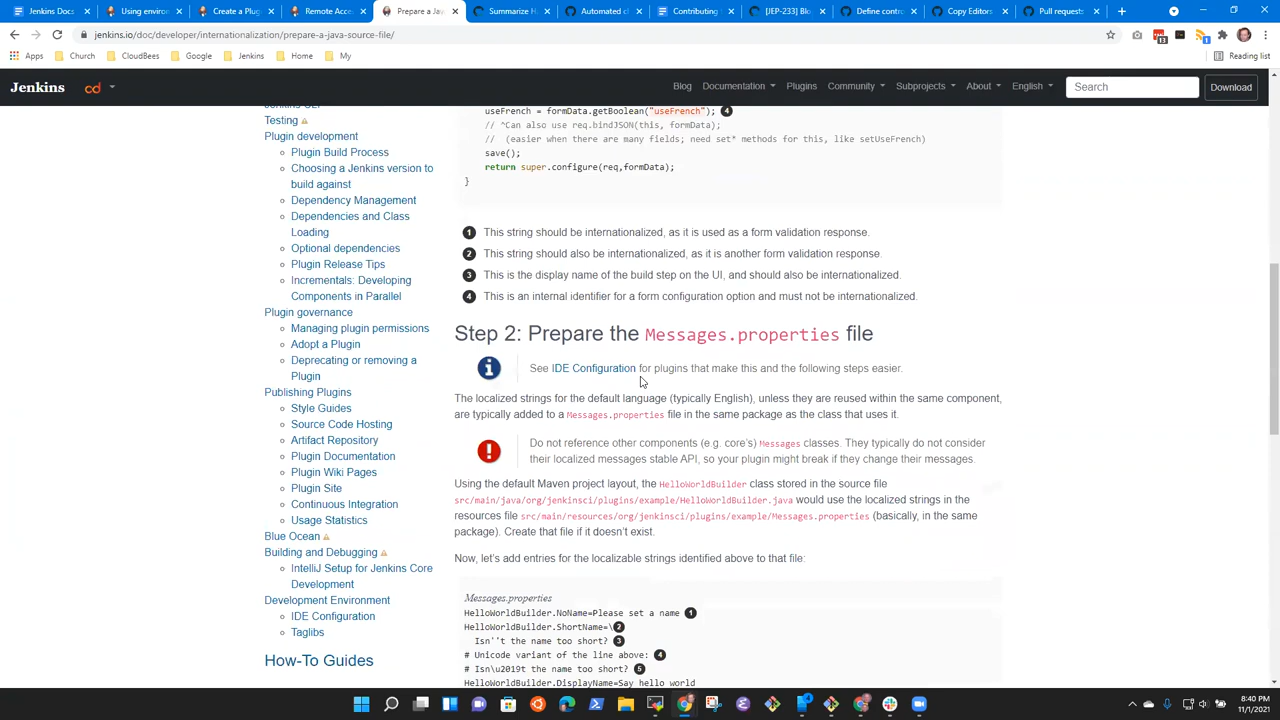 Jenkins Docs
Using environ
Create a Plug
Remote Acce
Prepare a Jav
Summarize H
Automated cl
Contributing
[JEP-233] Blo
Define contro
Copy Editors
Pull requests
jenkins.io/doc/developer/internationalization/prepare-a-java-source-file/
13
1
Apps
Church
CloudBees
Google
Jenkins
Home
My
Reading list
Jenkins
cd
Blog
Documentation
Plugins
Community
Subprojects
About
English
Search
Download
Testing
Plugin development
Plugin Build Process
Choosing a Jenkins version to
build against
Dependency Management
Dependencies and Class
Loading
Optional dependencies
Plugin Release Tips
Incrementals: Developing
Components in Parallel
Plugin governance
Managing plugin permissions
Adopt a Plugin
Deprecating or removing a
Plugin
Publishing Plugins
Style Guides
Source Code Hosting
Artifact Repository
Plugin Documentation
Plugin Wiki Pages
Plugin Site
Continuous Integration
Usage Statistics
Blue Ocean
Building and Debugging
IntelliJ Setup for Jenkins Core
Development
Development Environment
IDE Configuration
Taglibs
How-To Guides
useFrench = formData.getBoolean("useFrench"); 4
// ^Can also use req.bindJSON(this, formData);
// (easier when there are many fields; need set* methods for this, like setUseFrench)
save();
return super.configure(req,formData);
}
1 This string should be internationalized, as it is used as a form validation response.
2 This string should also be internationalized, as it is another form validation response.
3 This is the display name of the build step on the UI, and should also be internationalized.
4 This is an internal identifier for a form configuration option and must not be internationalized.
Step 2: Prepare the Messages.properties file
See IDE Configuration for plugins that make this and the following steps easier.
The localized strings for the default language (typically English), unless they are reused within the same component,
are typically added to a Messages.properties file in the same package as the class that uses it.
Do not reference other components (e.g. core's) Messages classes. They typically do not consider
their localized messages stable API, so your plugin might break if they change their messages.
Using the default Maven project layout, the HelloWorldBuilder class stored in the source file
src/main/java/org/jenkinsci/plugins/example/HelloWorldBuilder.java would use the localized strings in the
resources file src/main/resources/org/jenkinsci/plugins/example/Messages.properties (basically, in the same
package). Create that file if it doesn't exist.
Now, let's add entries for the localizable strings identified above to that file:
Messages.properties
HelloWorldBuilder.NoName=Please set a name 1
HelloWorldBuilder.ShortName=\ 2
Isn''t the name too short? 3
# Unicode variant of the line above: 4
# Isn\u2019t the name too short? 5
HelloWorldBuilder.DisplayName=Say hello world
8:40 PM
11/1/2021